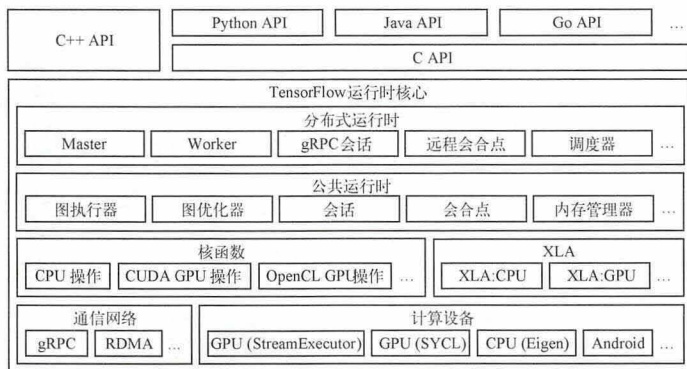 C++ API
Python API
Java API
Go API
…
C API
TensorFlow运行时核心
分布式运行时
Master
Worker
gRPC会话
远程会合点
调度器
…
公共运行时
图执行器
图优化器
会话
会合点
内存管理器
…
核函数
CPU 操作
CUDA GPU 操作
OpenCL GPU操作
…
XLA
XLA:CPU
XLA:GPU
…
通信网络
gRPC
RDMA
…
计算设备
GPU (StreamExecutor)
GPU (SYCL)
CPU (Eigen)
Android
…